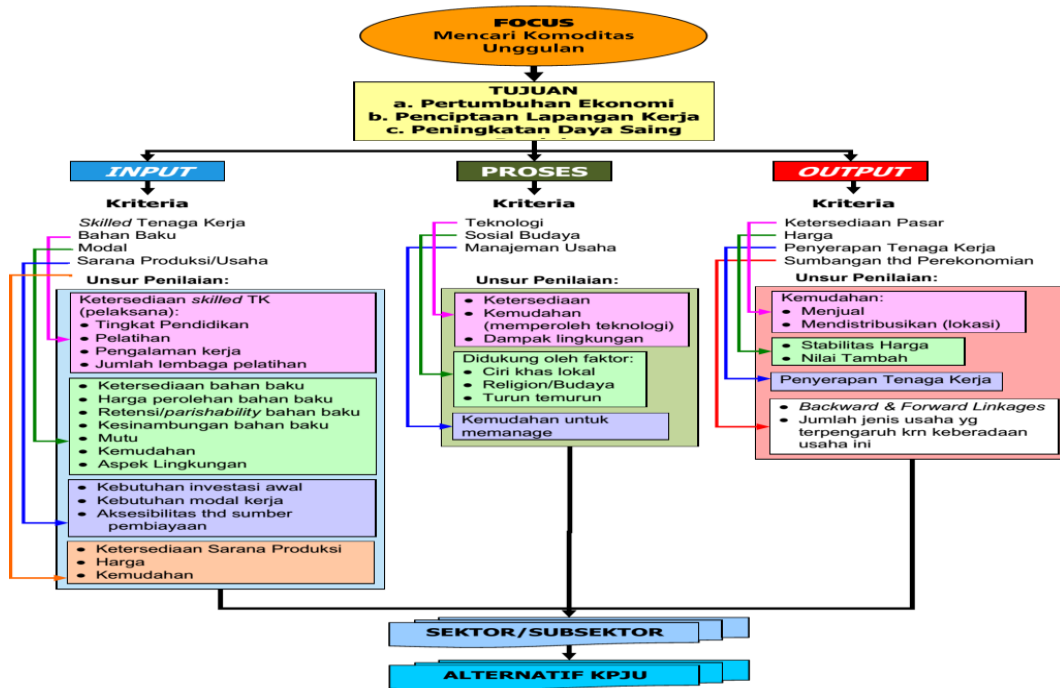 FOCUS
Mencari Komoditas
Unggulan
TUJUAN
a. Pertumbuhan Ekonomi
b. Penciptaan Lapangan Kerja
c. Peningkatan Daya Saing
INPUT
Kriteria
Skilled Tenaga Kerja
Bahan Baku
Modal
Sarana Produksi/Usaha
Unsur Penilaian:
Ketersediaan skilled TK
(pelaksana):
• Tingkat Pendidikan
• Pelatihan
• Pengalaman kerja
• Jumlah lembaga pelatihan
• Ketersediaan bahan baku
• Harga perolehan bahan baku
• Retensi/parishability bahan baku
• Kesinambungan bahan baku
• Mutu
• Kemudahan
• Aspek Lingkungan
• Kebutuhan investasi awal
• Kebutuhan modal kerja
• Aksesibilitas thd sumber
pembiayaan
• Ketersediaan Sarana Produksi
• Harga
• Kemudahan
PROSES
Kriteria
Teknologi
Sosial Budaya
Manajeman Usaha
Unsur Penilaian:
• Ketersediaan
• Kemudahan
(memperoleh teknologi)
• Dampak lingkungan
Didukung oleh faktor:
• Ciri khas lokal
• Religion/Budaya
• Turun temurun
Kemudahan untuk
memanage
OUTPUT
Kriteria
Ketersediaan Pasar
Harga
Penyerapan Tenaga Kerja
Sumbangan thd Perekonomian
Unsur Penilaian:
Kemudahan:
• Menjual
• Mendistribusikan (lokasi)
• Stabilitas Harga
• Nilai Tambah
Penyerapan Tenaga Kerja
• Backward & Forward Linkages
• Jumlah jenis usaha yg
terpengaruh krn keberadaan
usaha ini
SEKTOR/SUBSEKTOR
ALTERNATIF KPJU